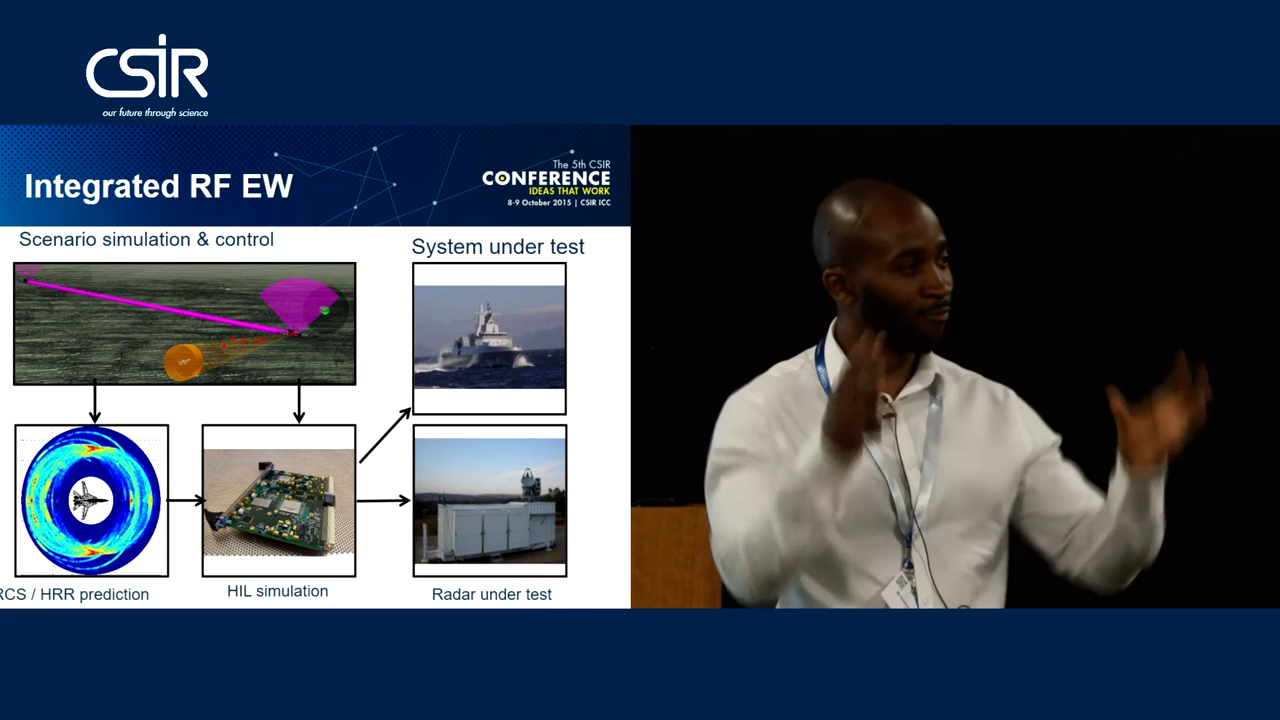 CSIR
our future through science
Integrated RF EW
The 5th CSIR
CONFERENCE
IDEAS THAT WORK
8-9 October 2015 | CSIR ICC
Scenario simulation & control
System under test
RCS / HRR prediction
HIL simulation
Radar under test